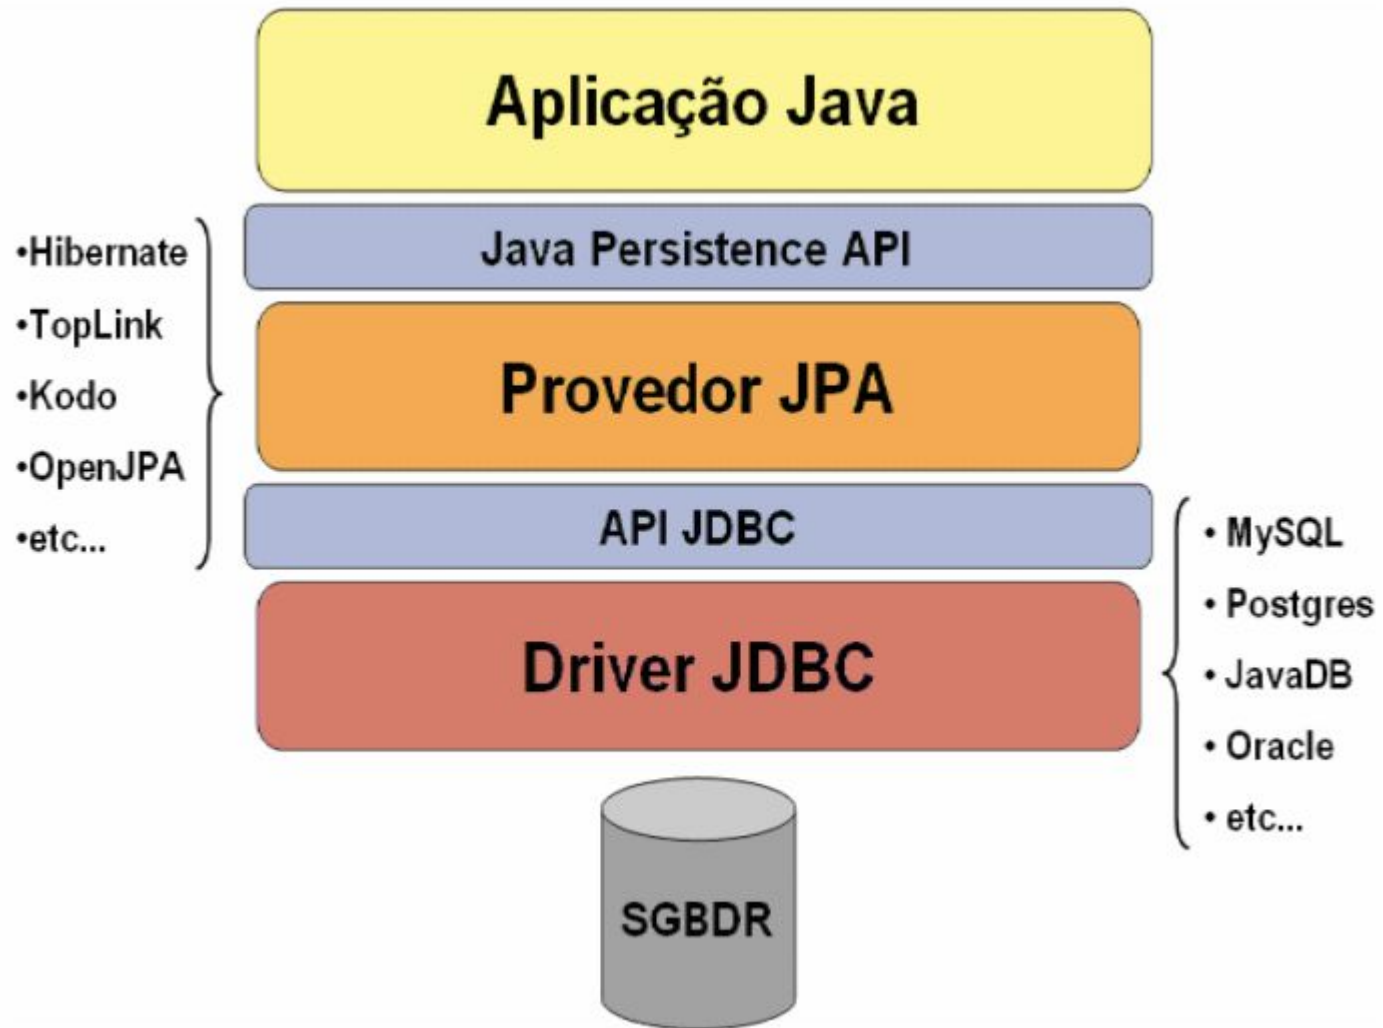 Aplicação Java
Java Persistence API
•Hibernate
•TopLink
•Kodo
•OpenJPA
•etc...
Provedor JPA
API JDBC
Driver JDBC
• MySQL
• Postgres
• JavaDB
• Oracle
• etc...
SGBDR